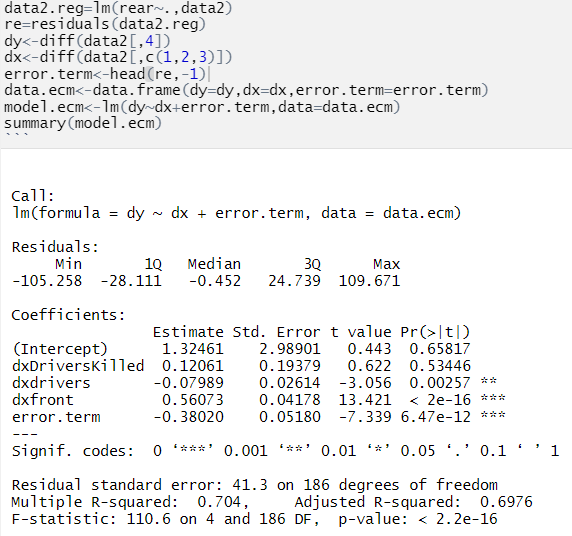 data2.reg=lm(rear~.,data2)
re=residuals(data2.reg)
dy<-diff(data2[,4])
dx<-diff(data2[,c(1,2,3)])
error.term<-head(re,-1)
data.ecm<-data.frame(dy=dy,dx=dx,error.term=error.term)
model.ecm<-lm(dy~dx+error.term,data=data.ecm)
summary(model.ecm)
```
Call:
lm(formula = dy ~ dx + error.term, data = data.ecm)
Residuals:
     Min       1Q   Median       3Q      Max
-105.258  -28.111   -0.452   24.739  109.671
Coefficients:
                Estimate Std. Error t value Pr(>|t|)
(Intercept)      1.32461    2.98901   0.443  0.65817
dxDriversKilled  0.12061    0.19379   0.622  0.53446
dxdrivers       -0.07989    0.02614  -3.056  0.00257 **
dxfront          0.56073    0.04178  13.421  < 2e-16 ***
error.term      -0.38020    0.05180  -7.339 6.47e-12 ***
---
Signif. codes:  0 ‘***’ 0.001 ‘**’ 0.01 ‘*’ 0.05 ‘.’ 0.1 ‘ ’ 1
Residual standard error: 41.3 on 186 degrees of freedom
Multiple R-squared:  0.704,     Adjusted R-squared:  0.6976
F-statistic: 110.6 on 4 and 186 DF,  p-value: < 2.2e-16